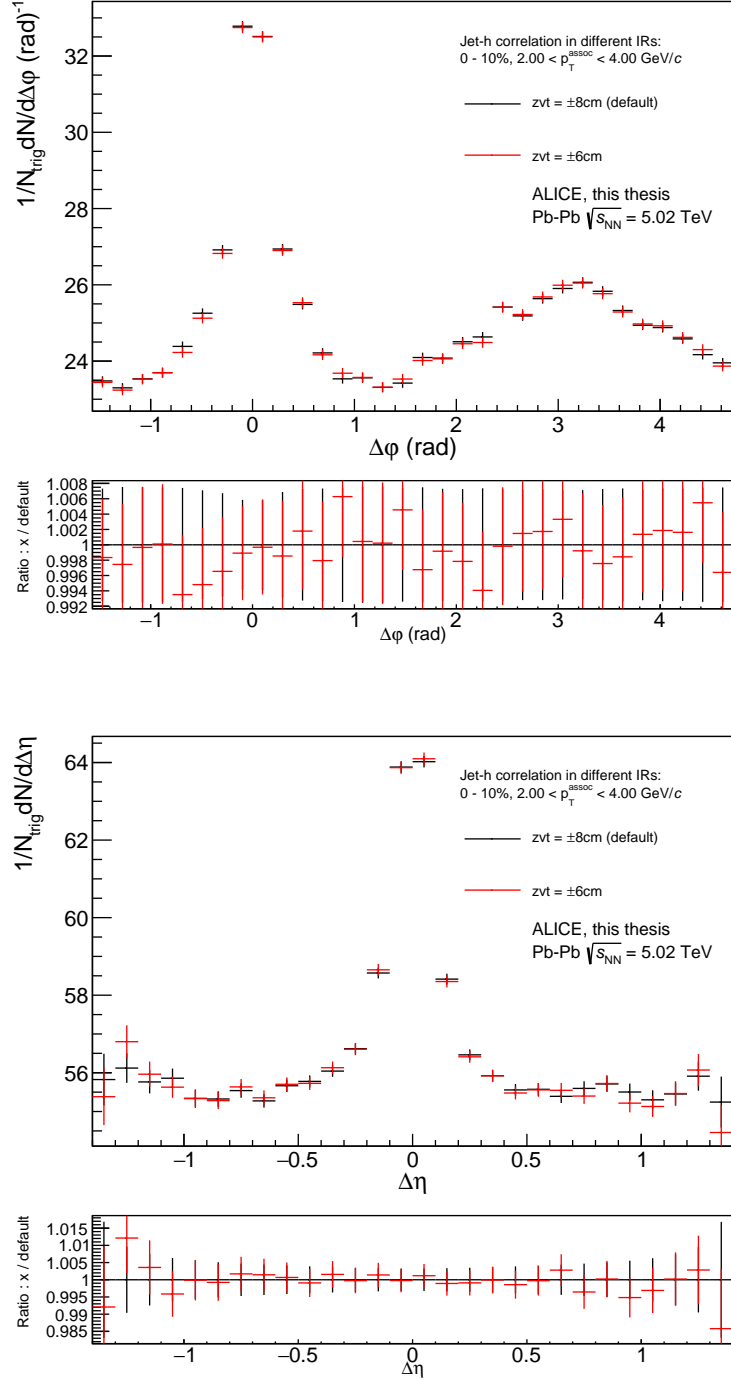 32
30
28
26
24
1/N_trig dN/dΔφ (rad)^-1
Jet-h correlation in different IRs:
0 - 10%, 2.00 < p_T^assoc < 4.00 GeV/c
zvt = ±8cm (default)
zvt = ±6cm
ALICE, this thesis
Pb-Pb √s_NN = 5.02 TeV
−1 0 1 2 3 4
Δφ (rad)
1.008
1.006
1.004
1.002
1
0.998
0.996
0.994
0.992
Ratio : x / default
−1 0 1 2 3 4
Δφ (rad)
64
62
60
58
56
1/N_trig dN/dΔη
Jet-h correlation in different IRs:
0 - 10%, 2.00 < p_T^assoc < 4.00 GeV/c
zvt = ±8cm (default)
zvt = ±6cm
ALICE, this thesis
Pb-Pb √s_NN = 5.02 TeV
−1 −0.5 0 0.5 1
Δη
1.015
1.01
1.005
1
0.995
0.99
0.985
Ratio : x / default
−1 −0.5 0 0.5 1
Δη